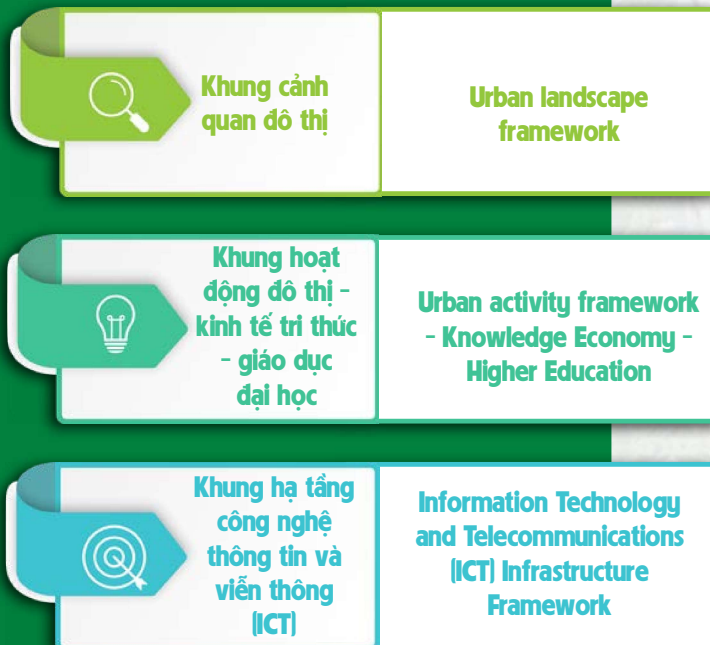 Khung cảnh
quan đô thị
Urban landscape
framework
Khung hoạt
động đô thị -
kinh tế tri thức
- giáo dục
đại học
Urban activity framework
- Knowledge Economy -
Higher Education
Khung hạ tầng
công nghệ
thông tin và
viễn thông
(ICT)
Information Technology
and Telecommunications
(ICT) Infrastructure
Framework